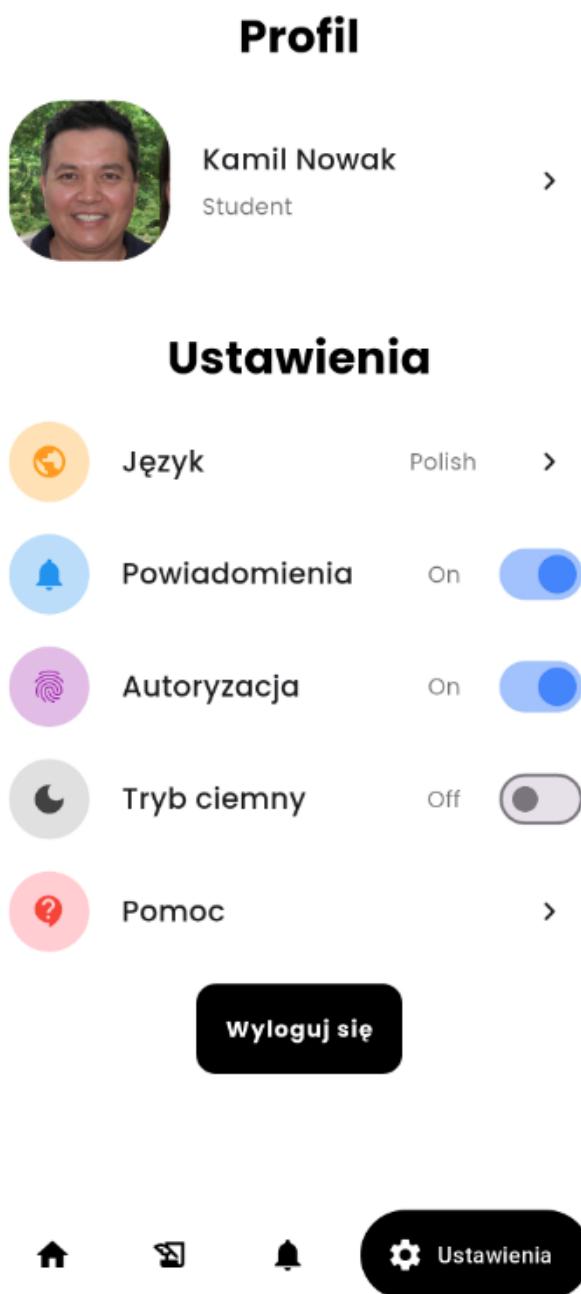 Profil
Kamil Nowak
Student
Ustawienia
Język Polish
Powiadomienia On
Autoryzacja On
Tryb ciemny Off
Pomoc
Wyloguj się
Ustawienia